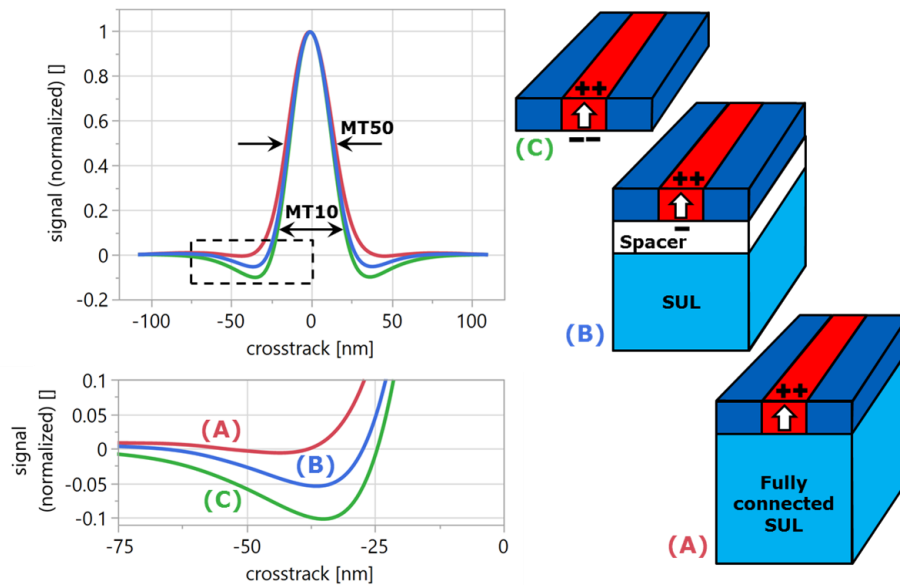 signal (normalized) []
1
0.8
0.6
0.4
0.2
0
-0.2
MT50
MT10
-100
-50
0
50
100
crosstrack [nm]
signal
(normalized) []
0.1
0.05
0
-0.05
-0.1
(A)
(B)
(C)
-75
-50
-25
0
crosstrack [nm]
++
--
(C)
++
-
Spacer
SUL
(B)
++
Fully
connected
SUL
(A)